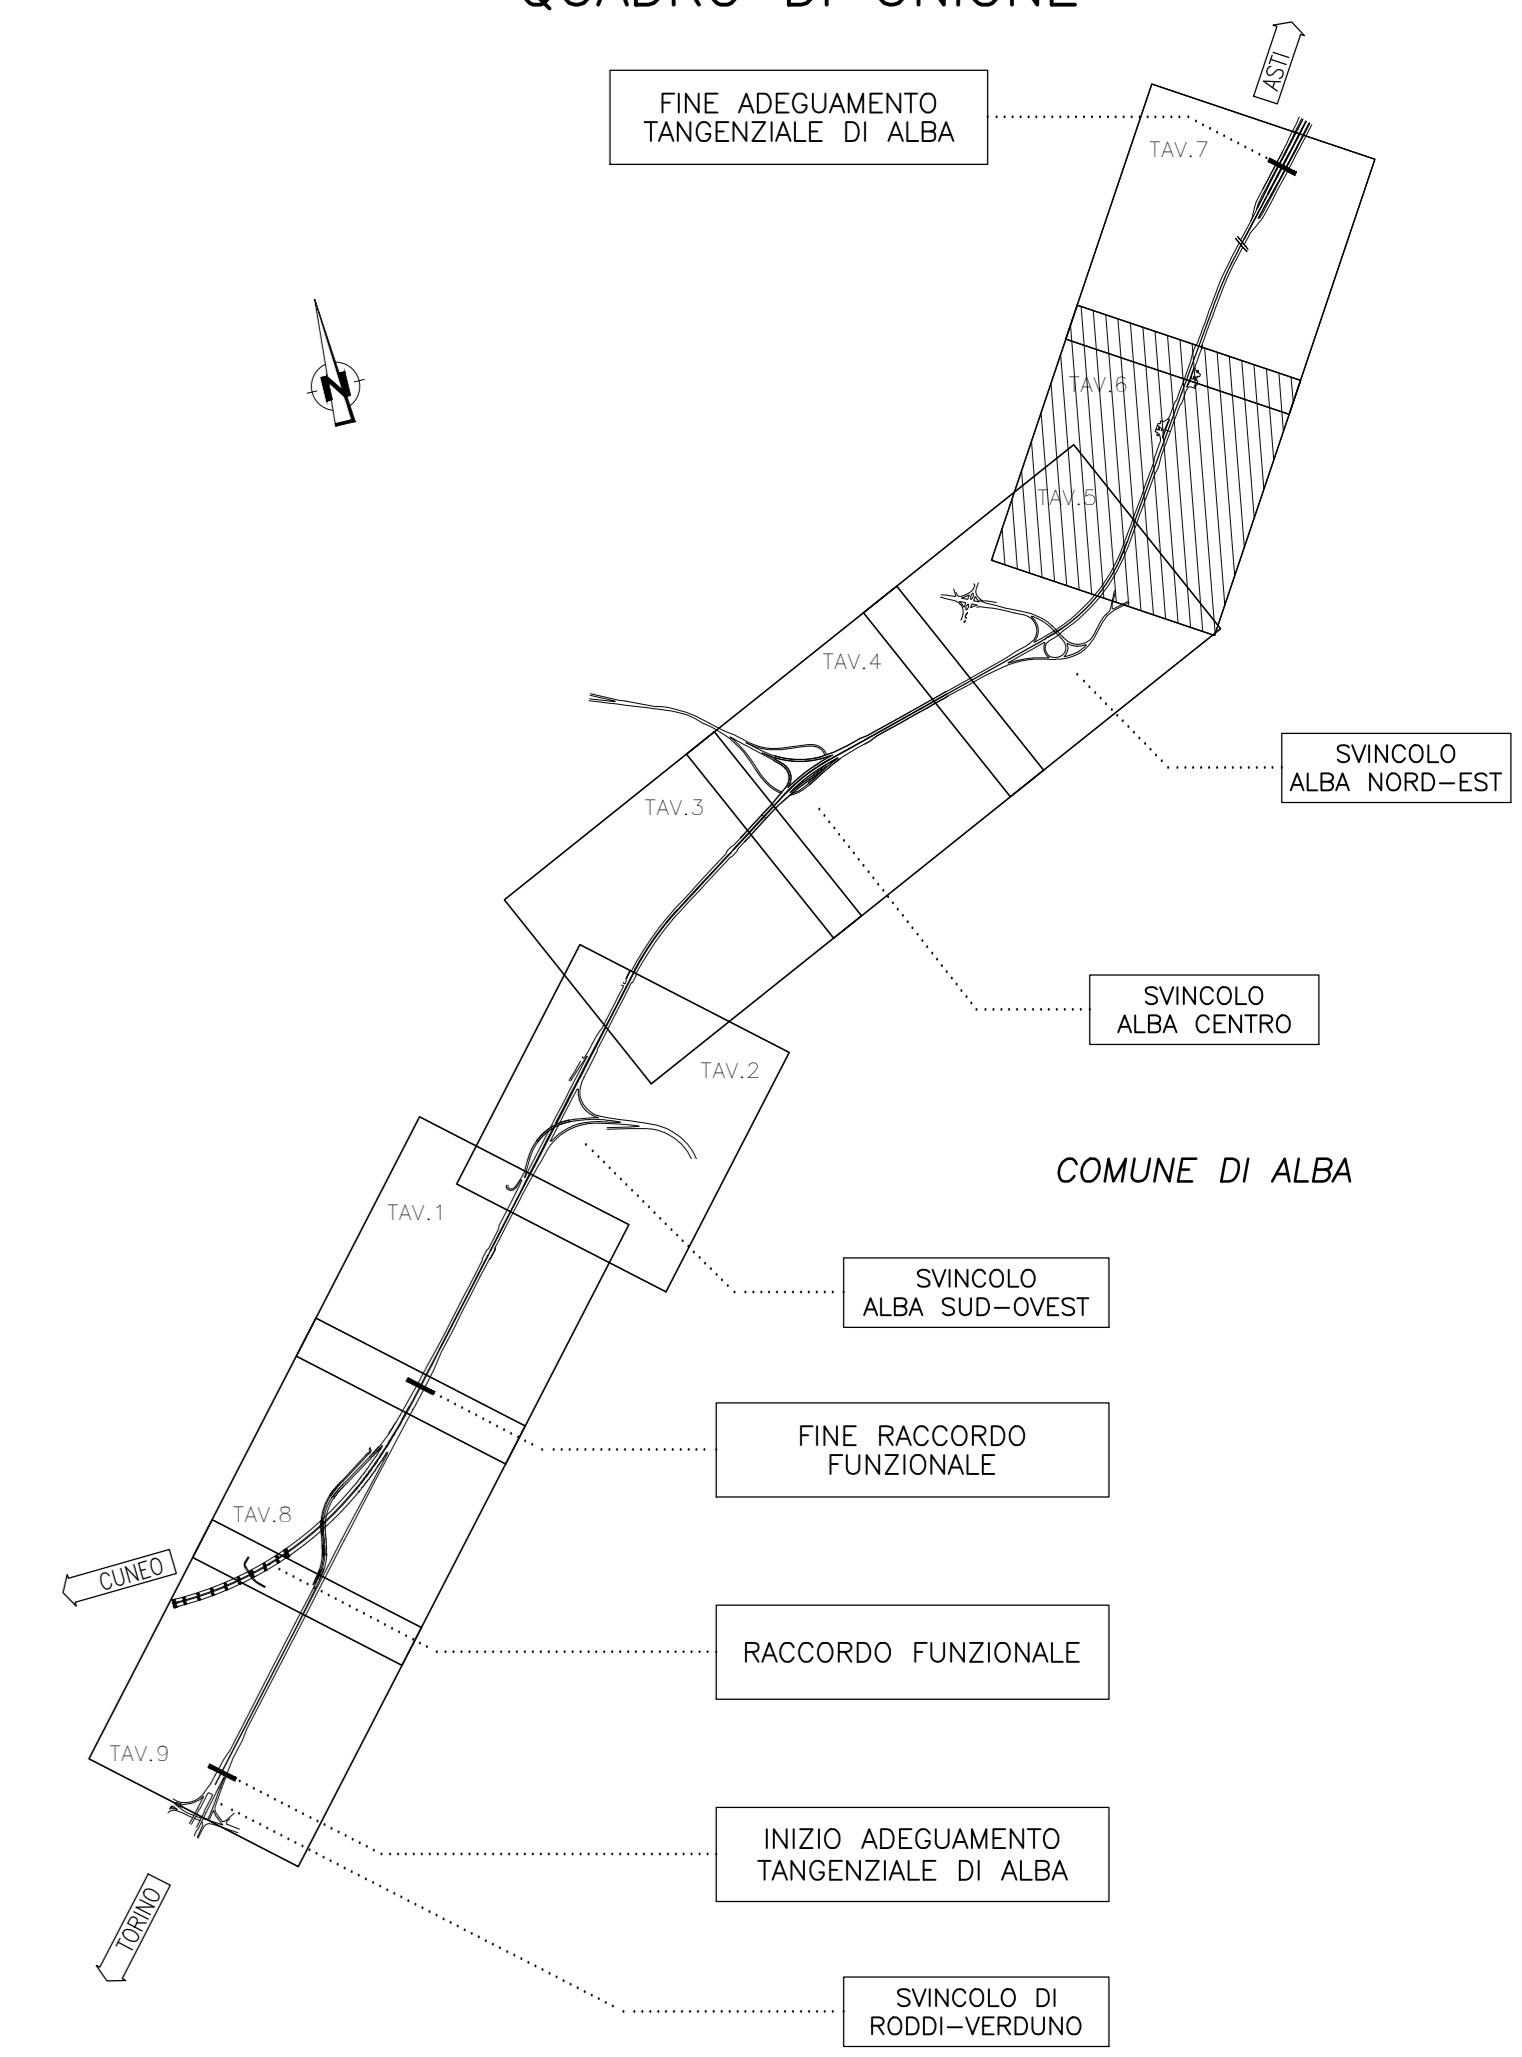 QUADRO DI UNIONE
ASTI
FINE ADEGUAMENTO
TANGENZIALE DI ALBA
TAV.7
N
TAV.6
TAV.5
TAV.4
SVINCOLO
ALBA NORD-EST
TAV.3
SVINCOLO
ALBA CENTRO
TAV.2
COMUNE DI ALBA
TAV.1
SVINCOLO
ALBA SUD-OVEST
FINE RACCORDO
FUNZIONALE
TAV.8
CUNEO
RACCORDO FUNZIONALE
TAV.9
INIZIO ADEGUAMENTO
TANGENZIALE DI ALBA
TORINO
SVINCOLO DI
RODDI-VERDUNO